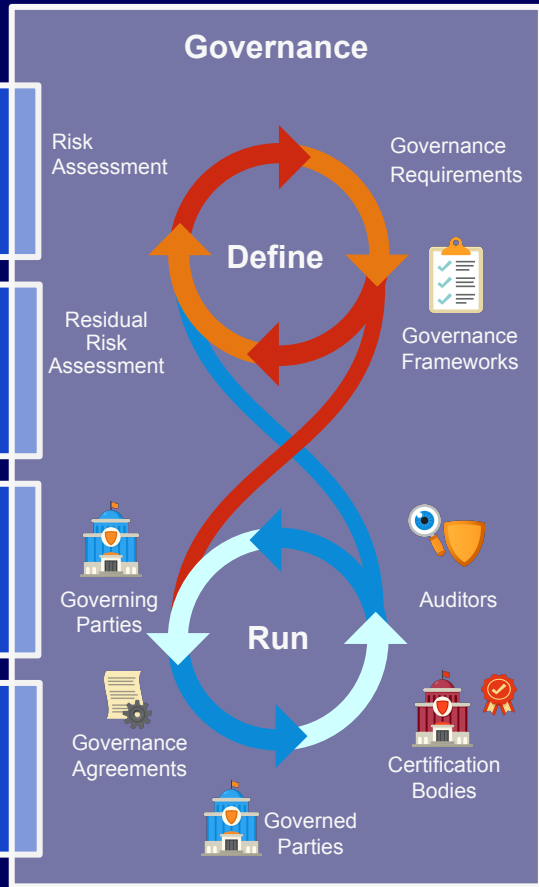 Governance
Risk
Assessment
Governance
Requirements
Define
Residual
Risk
Assessment
Governance
Frameworks
Governing
Parties
Auditors
Run
Governance
Agreements
Certification
Bodies
Governed
Parties